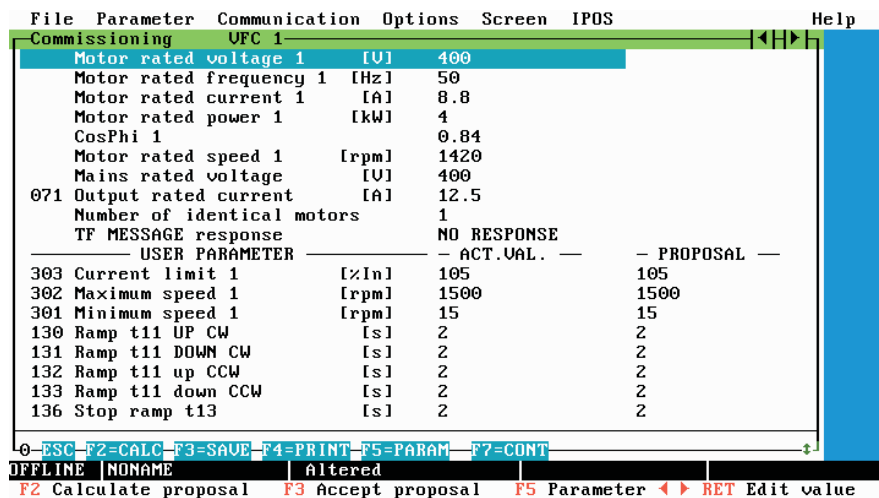 File Parameter Communication Options Screen IPOS Help
Commissioning VFC 1
Motor rated voltage 1 [V] 400
Motor rated frequency 1 [Hz] 50
Motor rated current 1 [A] 8.8
Motor rated power 1 [kW] 4
CosPhi 1 0.84
Motor rated speed 1 [rpm] 1420
Mains rated voltage [V] 400
071 Output rated current [A] 12.5
Number of identical motors 1
TF MESSAGE response NO RESPONSE
USER PARAMETER — ACT.VAL. — — PROPOSAL —
303 Current limit 1 [%In] 105 105
302 Maximum speed 1 [rpm] 1500 1500
301 Minimum speed 1 [rpm] 15 15
130 Ramp t11 UP CW [s] 2 2
131 Ramp t11 DOWN CW [s] 2 2
132 Ramp t11 up CCW [s] 2 2
133 Ramp t11 down CCW [s] 2 2
136 Stop ramp t13 [s] 2 2
0 ESC F2=CALC F3=SAVE F4=PRINT F5=PARAM F7=CONT
OFFLINE |NONAME | Altered
F2 Calculate proposal F3 Accept proposal F5 Parameter RET Edit value